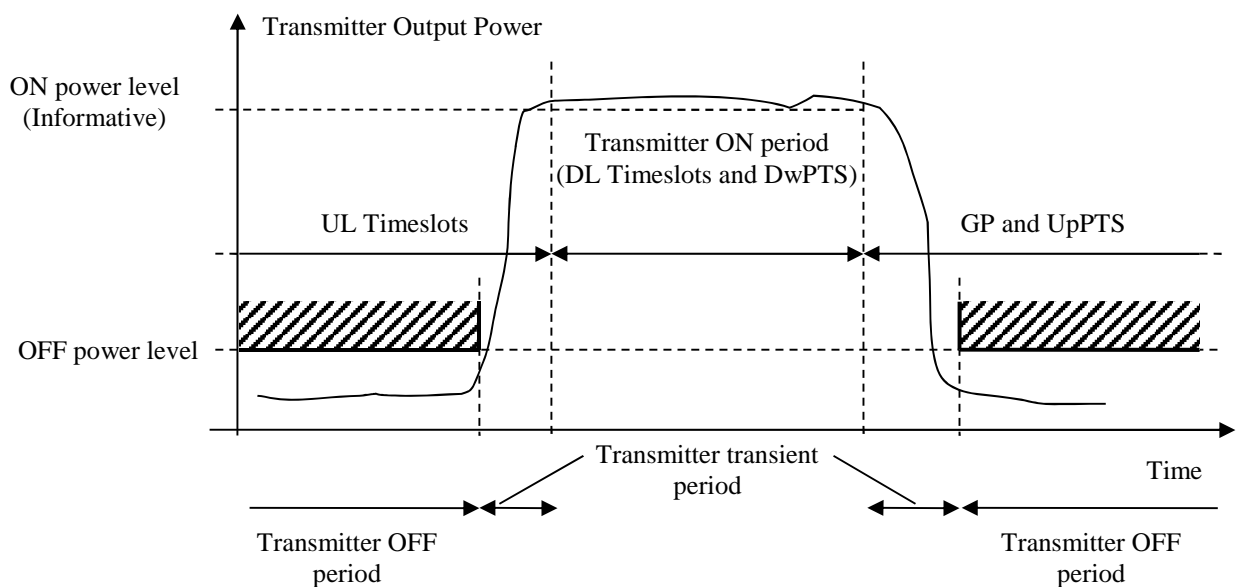 Transmitter Output Power
ON power level
(Informative)
Transmitter ON period
(DL Timeslots and DwPTS)
UL Timeslots
GP and UpPTS
OFF power level
Transmitter transient
period
Time
Transmitter OFF
period
Transmitter OFF
period